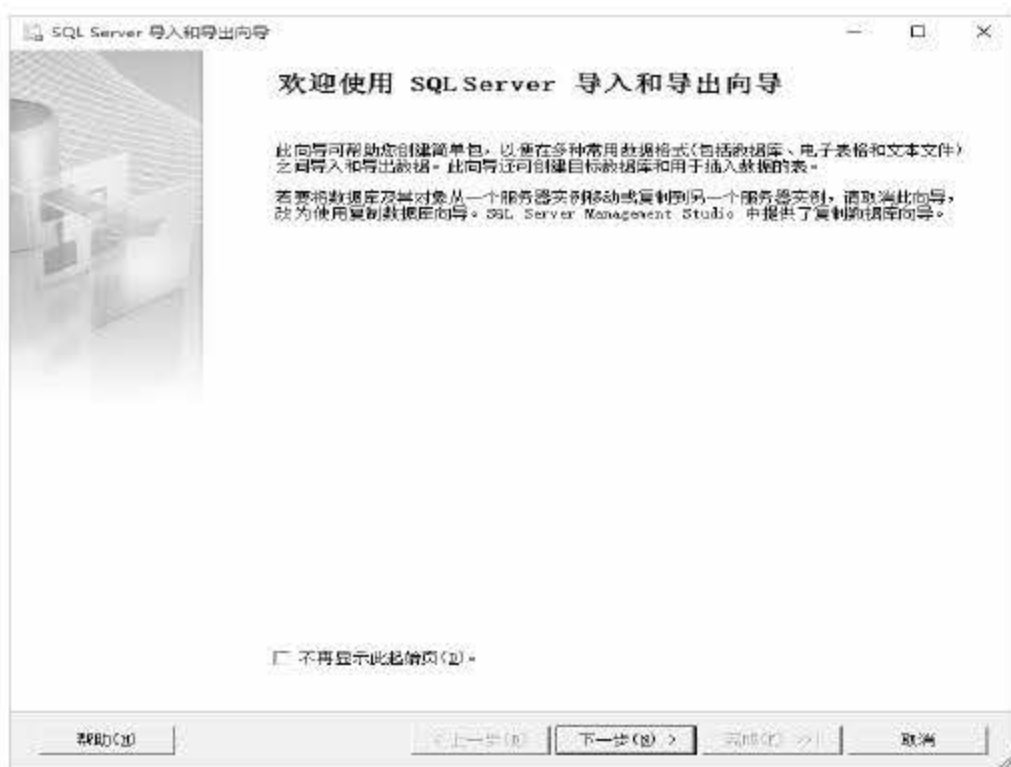 SQL Server 导入和导出向导
欢迎使用 SQL Server 导入和导出向导
此向导可帮助您创建简单包，以便在多种常用数据格式(包括数据库、电子表格和文本文件)
之间导入和导出数据。此向导还可创建目标数据库和用于插入数据的表。
若要将数据库及其对象从一个服务器实例移动或复制到另一个服务器实例，请取消此向导，
改为使用复制数据库向导。SQL Server Management Studio 中提供了复制数据库向导。
不再显示此起始页(D)。
帮助(H)
< 上一步(B)
下一步(N) >
完成(F) >>|
取消